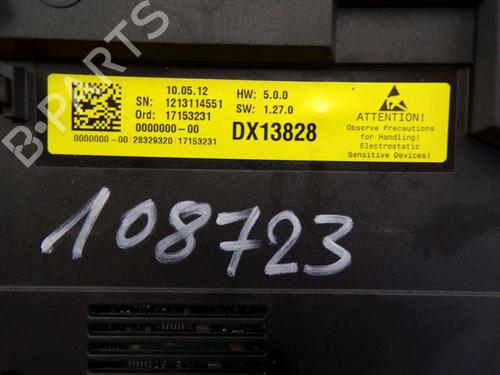 10.05.12
HW: 5.0.0
SN: 1213114551
SW: 1.27.0
Ord: 17153231
0000000-00
DX13828
0000000-00 28329320 17153231
ATTENTION!
Observe Precautions
for Handling!
Electrostatic
Sensitive Devices!
108723
B-PARTS